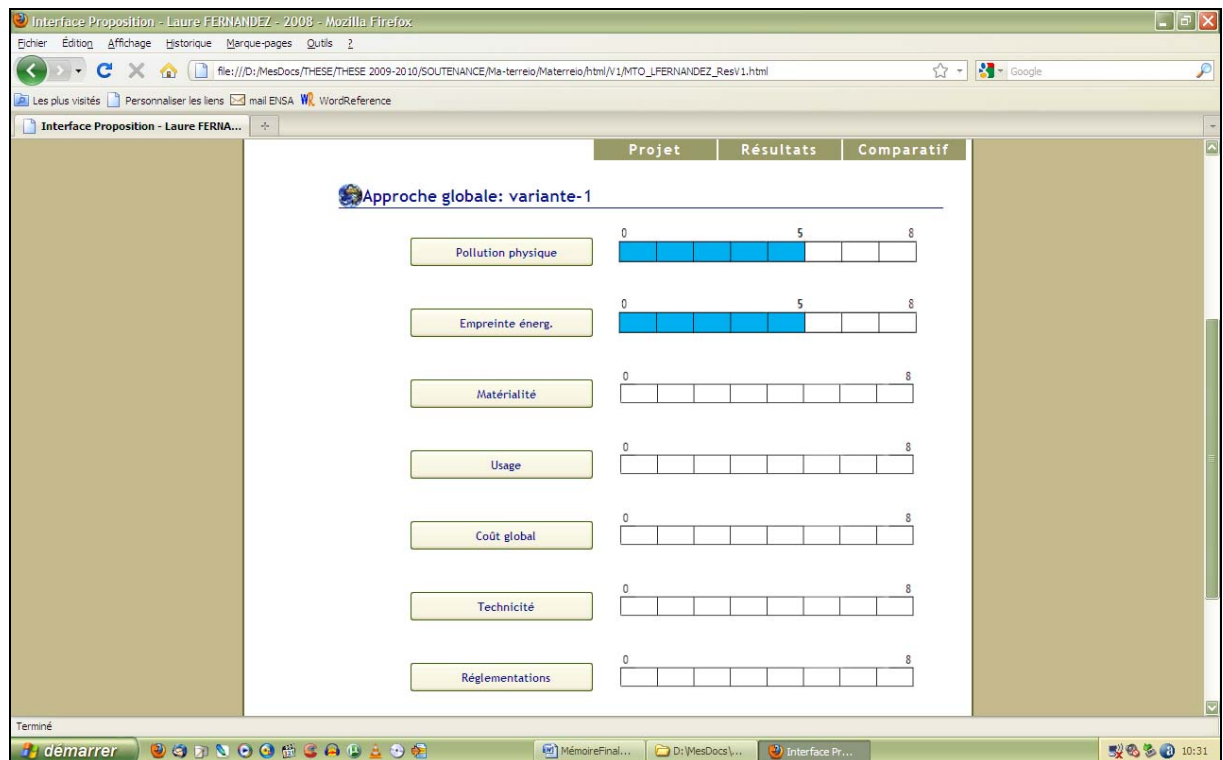 Interface Proposition - Laure FERNANDEZ - 2008 - Mozilla Firefox
Fichier Édition Affichage Historique Marque-pages Outils ?
file:///D:/MesDocs/THESE/THESE 2009-2010/SOUTENANCE/Ma-terreio/Materreio/html/V1/MTO_LFERNANDEZ_ResV1.html Google
Les plus visités Personnaliser les liens mail ENSA WR WordReference
Interface Proposition - Laure FERNA...
Projet Résultats Comparatif
Approche globale: variante-1
0 5 8
Pollution physique
0 5 8
Empreinte énerg.
0 8
Matérialité
0 8
Usage
0 8
Coût global
0 8
Technicité
0 8
Réglementations
Terminé
démarrer MémoireFinal... D:\MesDocs\... Interface Pr... 10:31